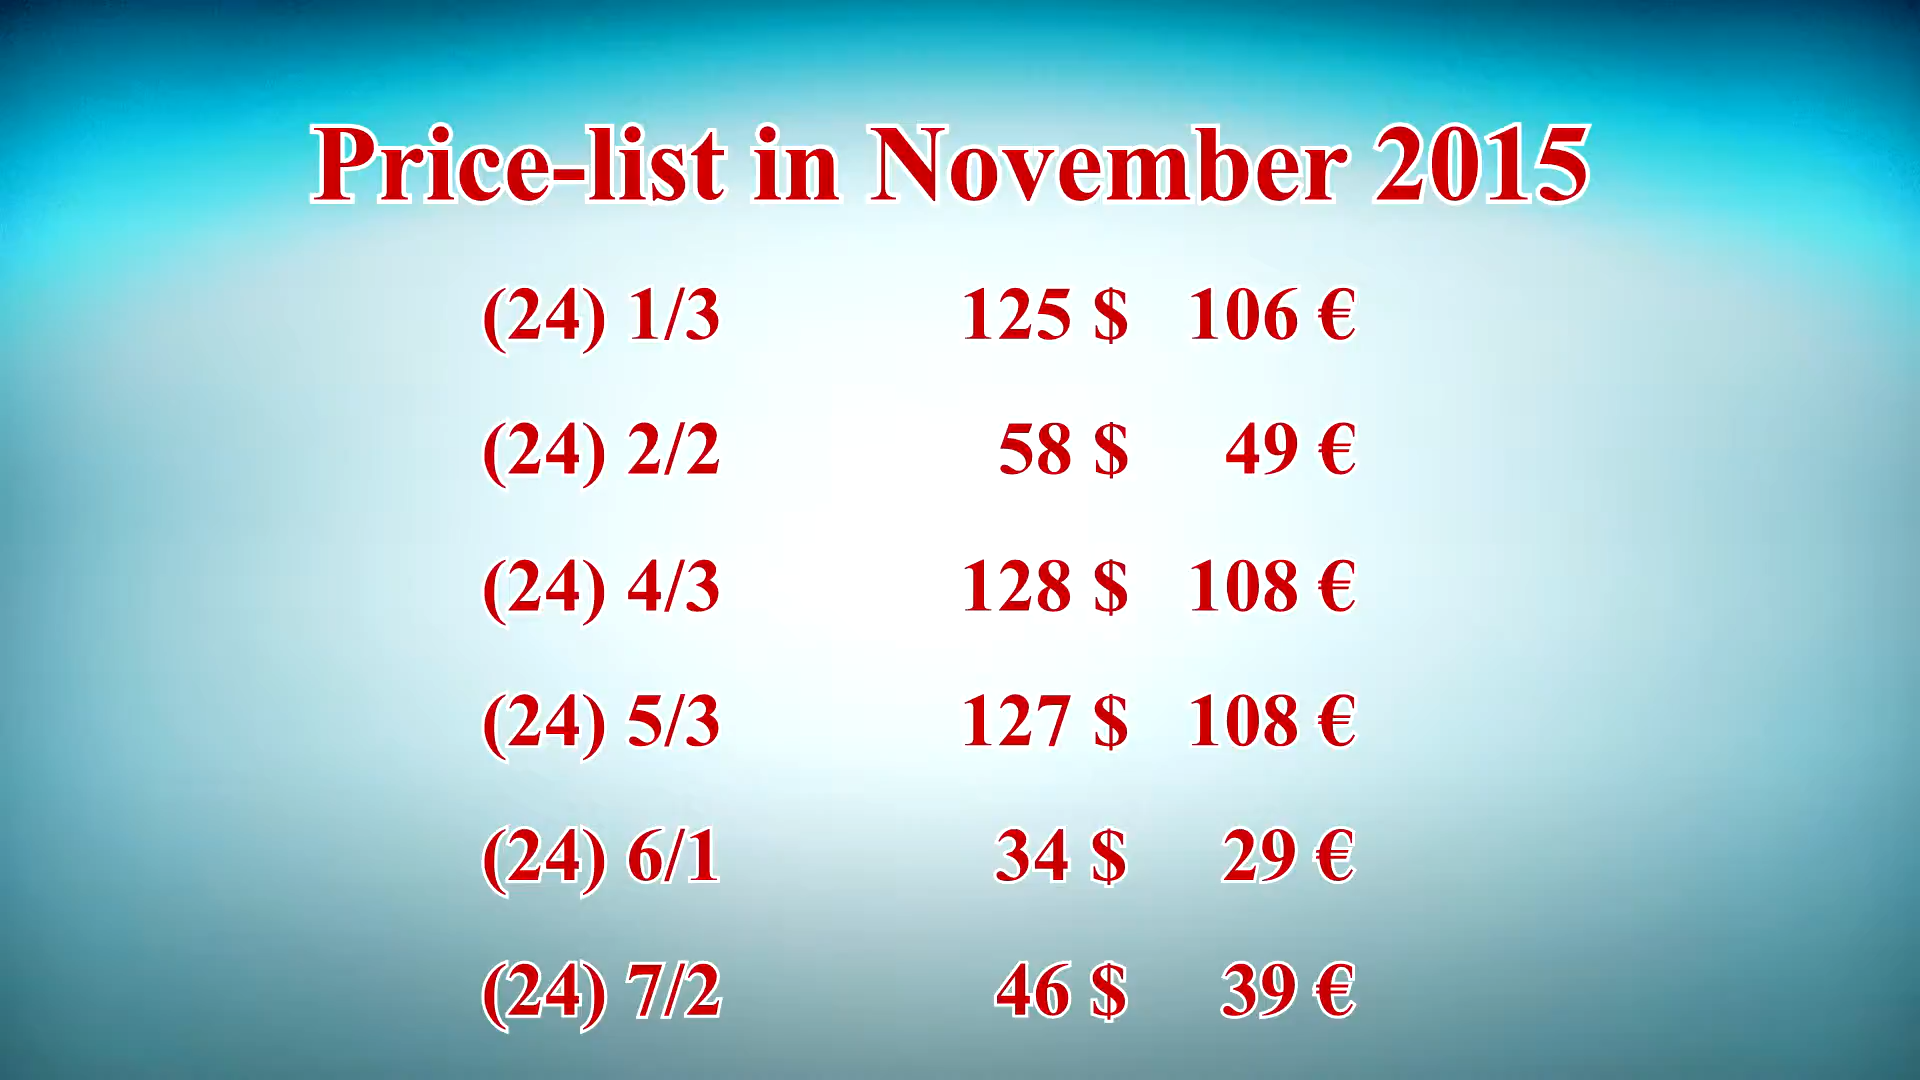 Price-list in November 2015
(24) 1/3 125 $ 106 €
(24) 2/2 58 $ 49 €
(24) 4/3 128 $ 108 €
(24) 5/3 127 $ 108 €
(24) 6/1 34 $ 29 €
(24) 7/2 46 $ 39 €